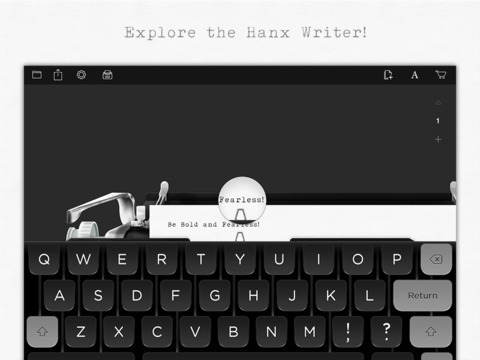 Explore the Hanx Writer!
A
1
Fearless!
Be Bold and Fearless!
Q W E R T Y U I O P
A S D F G H J K L Return
Z X C V B N M ! ?